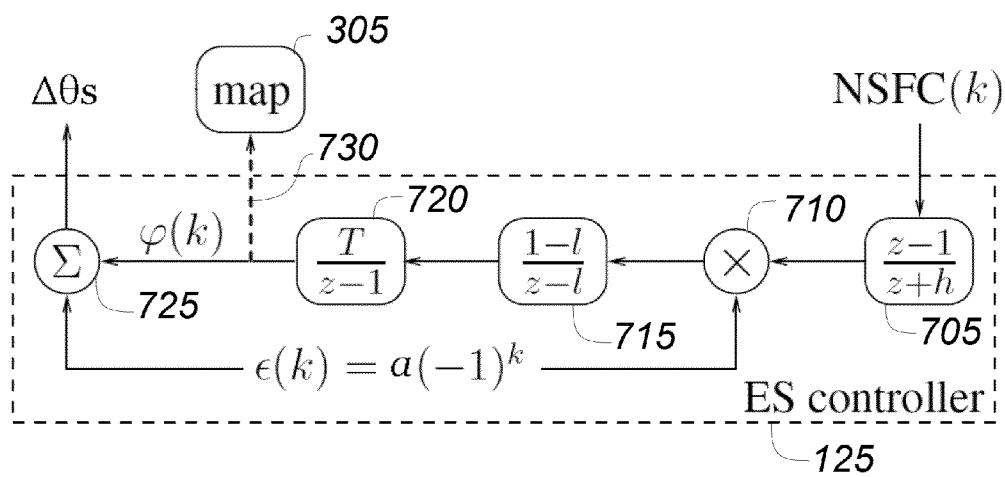 305
Δθs
map
NSFC(k)
730
720
710
φ(k)
Σ
T
z−1
1−l
z−l
×
z−1
z+h
725
715
705
ϵ(k) = a(−1)^k
ES controller
125